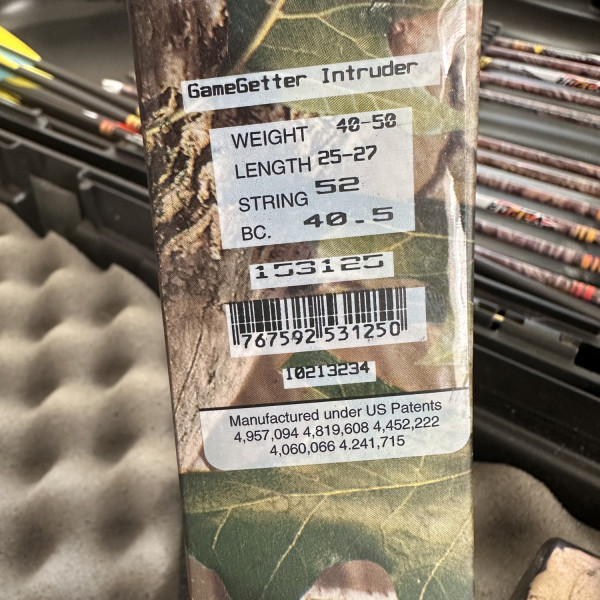 GameGetter Intruder
WEIGHT 40-50
LENGTH 25-27
STRING 52
BC. 40.5
153125
767592 531250
10213234
Manufactured under US Patents
4,957,094 4,819,608 4,452,222
4,060,066 4.241,715